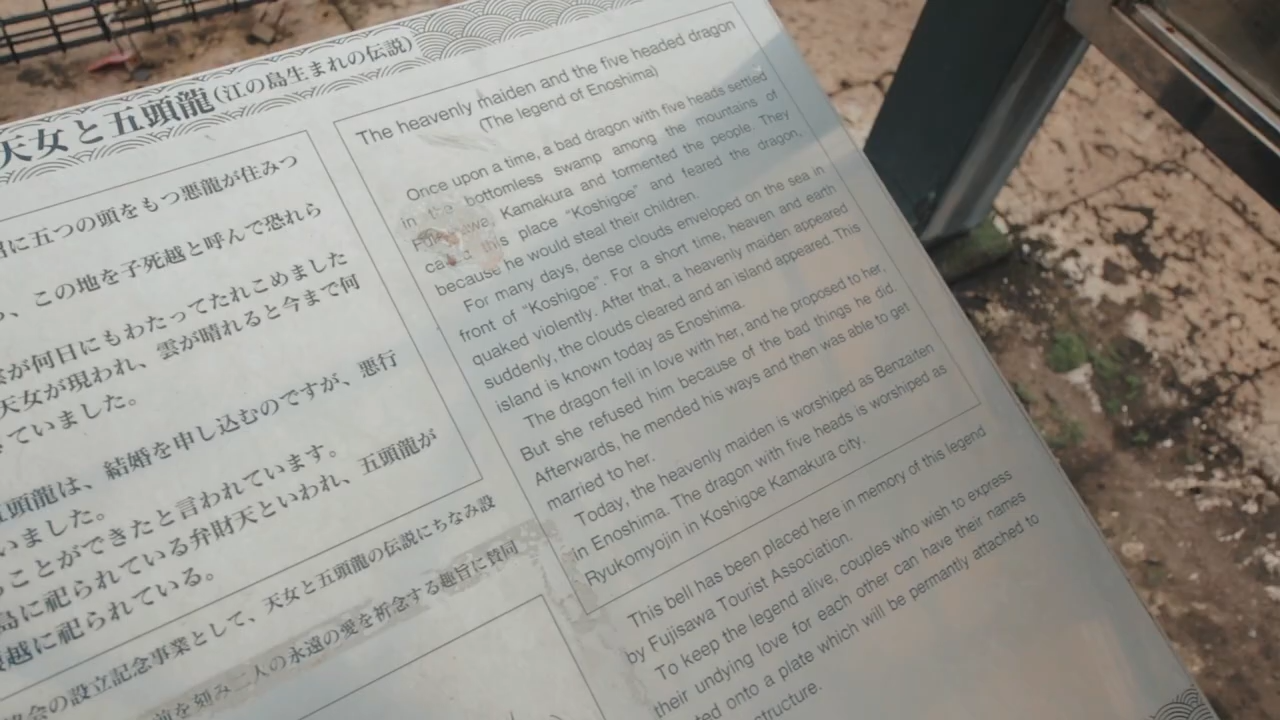 天女と五頭龍(江の島生まれの伝説)
に五つの頭をもつ悪龍が住みつ
、この地を子死越と呼んで恐れら
が何日にもわたってたれこめました
天女が現われ、雲が晴れると今まで何
ていました。
五頭龍は、結婚を申し込むのですが、悪行
いました。
ことができたと言われています。
島に祀られている弁財天といわれ、五頭龍が
越に祀られている。
会の設立記念事業として、天女と五頭龍の伝説にちなみ設
を刻み二人の永遠の愛を祈念する趣旨に賛同
The heavenly maiden and the five headed dragon
(The legend of Enoshima)
Once upon a time, a bad dragon with five heads settled
in the bottomless swamp among the mountains of
Kamakura and tormented the people. They
called this place "Koshigoe" and feared the dragon,
because he would steal their children.
For many days, dense clouds enveloped on the sea in
front of "Koshigoe". For a short time, heaven and earth
quaked violently. After that, a heavenly maiden appeared
suddenly, the clouds cleared and an island appeared. This
island is known today as Enoshima.
The dragon fell in love with her, and he proposed to her,
But she refused him because of the bad things he did.
Afterwards, he mended his ways and then was able to get
married to her.
Today, the heavenly maiden is worshiped as Benzaiten
in Enoshima. The dragon with five heads is worshiped as
Ryukomyojin in Koshigoe Kamakura city.
This bell has been placed here in memory of this legend
by Fujisawa Tourist Association.
To keep the legend alive, couples who wish to express
their undying love for each other can have their names
ted onto a plate which will be permantly attached to
structure.